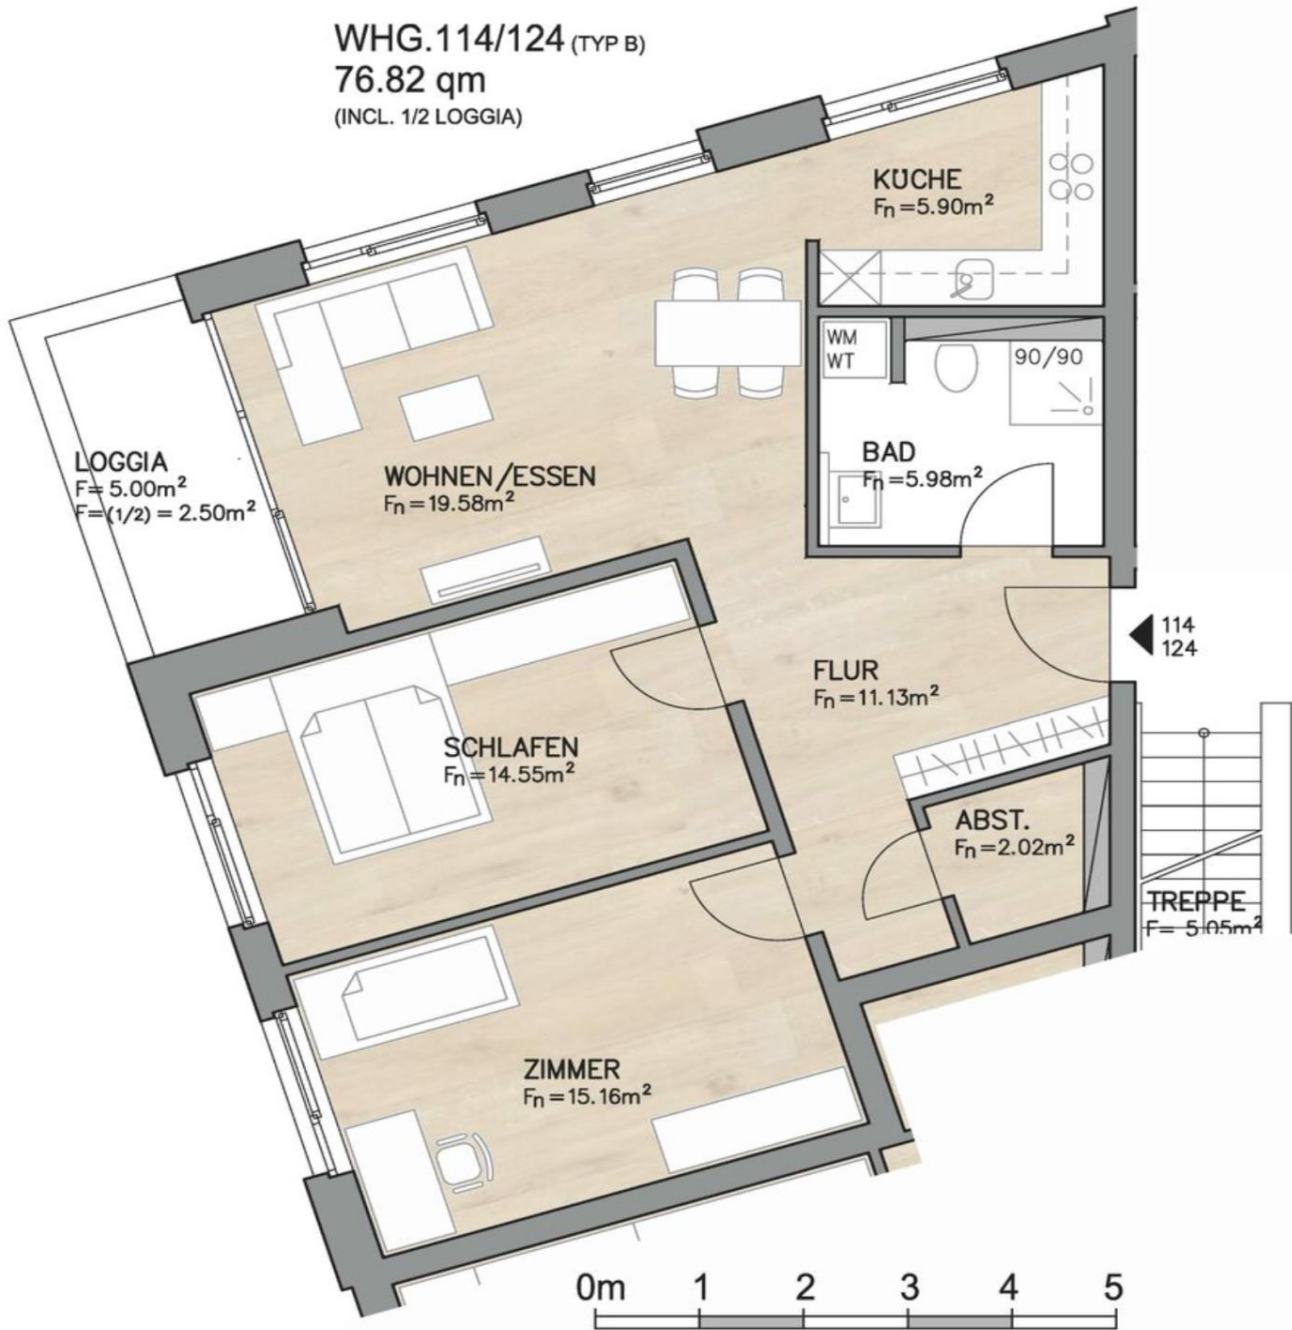 WHG.114/124 (TYP B)
76.82 qm
(INCL. 1/2 LOGGIA)
KÜCHE
Fn=5.90m²
WM
WT
90/90
BAD
Fn=5.98m²
LOGGIA
F= 5.00m²
F=(1/2) = 2.50m²
WOHNEN/ESSEN
Fn=19.58m²
114
124
FLUR
Fn=11.13m²
SCHLAFEN
Fn=14.55m²
ABST.
Fn=2.02m²
TREPPE
F= 5.05m²
ZIMMER
Fn=15.16m²
0m 1 2 3 4 5